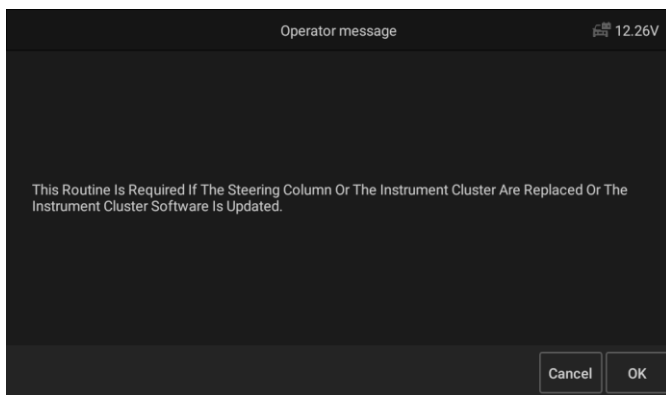 Operator message
12.26V
This Routine Is Required If The Steering Column Or The Instrument Cluster Are Replaced Or The
Instrument Cluster Software Is Updated.
Cancel
OK